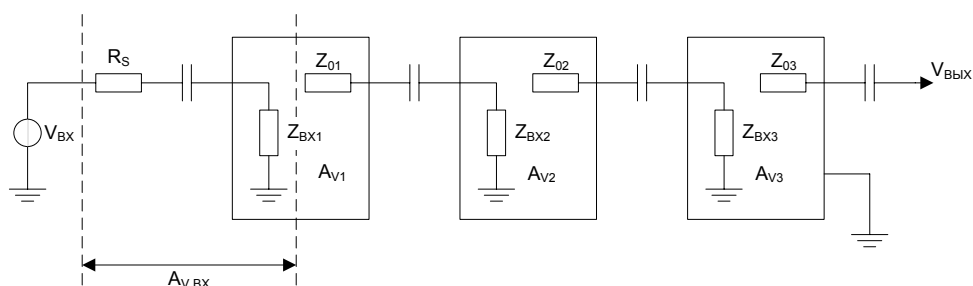 R_S
Z_01
Z_02
Z_03
V_ВЫХ
V_ВХ
Z_ВХ1
Z_ВХ2
Z_ВХ3
A_V1
A_V2
A_V3
A_V ВХ